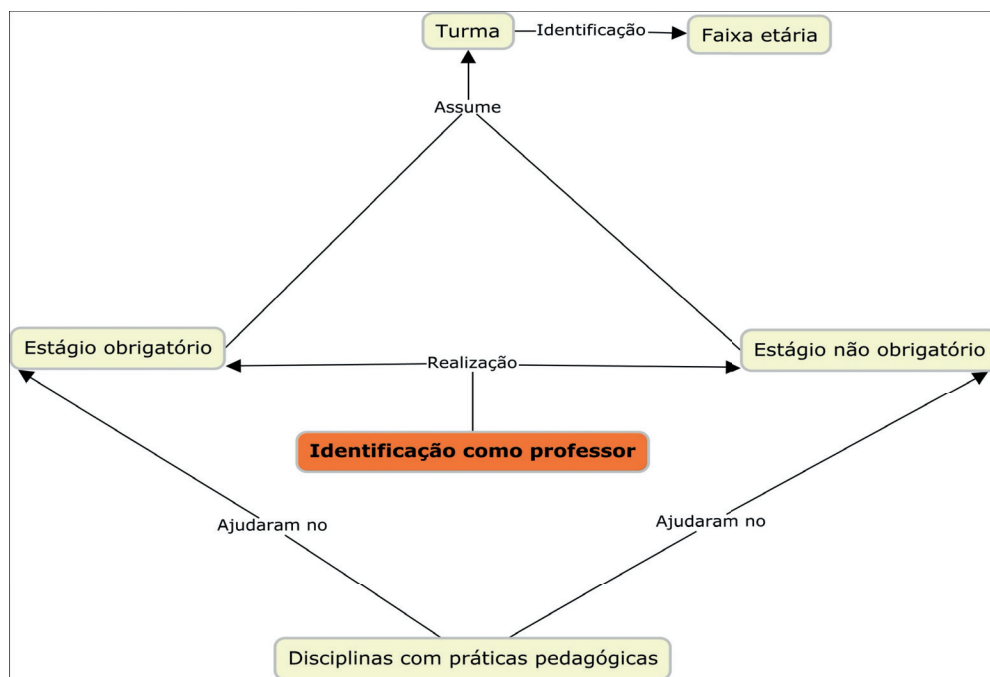 Turma
Identificação
Faixa etária
Assume
Estágio obrigatório
Realização
Estágio não obrigatório
Identificação como professor
Ajudaram no
Ajudaram no
Disciplinas com práticas pedagógicas